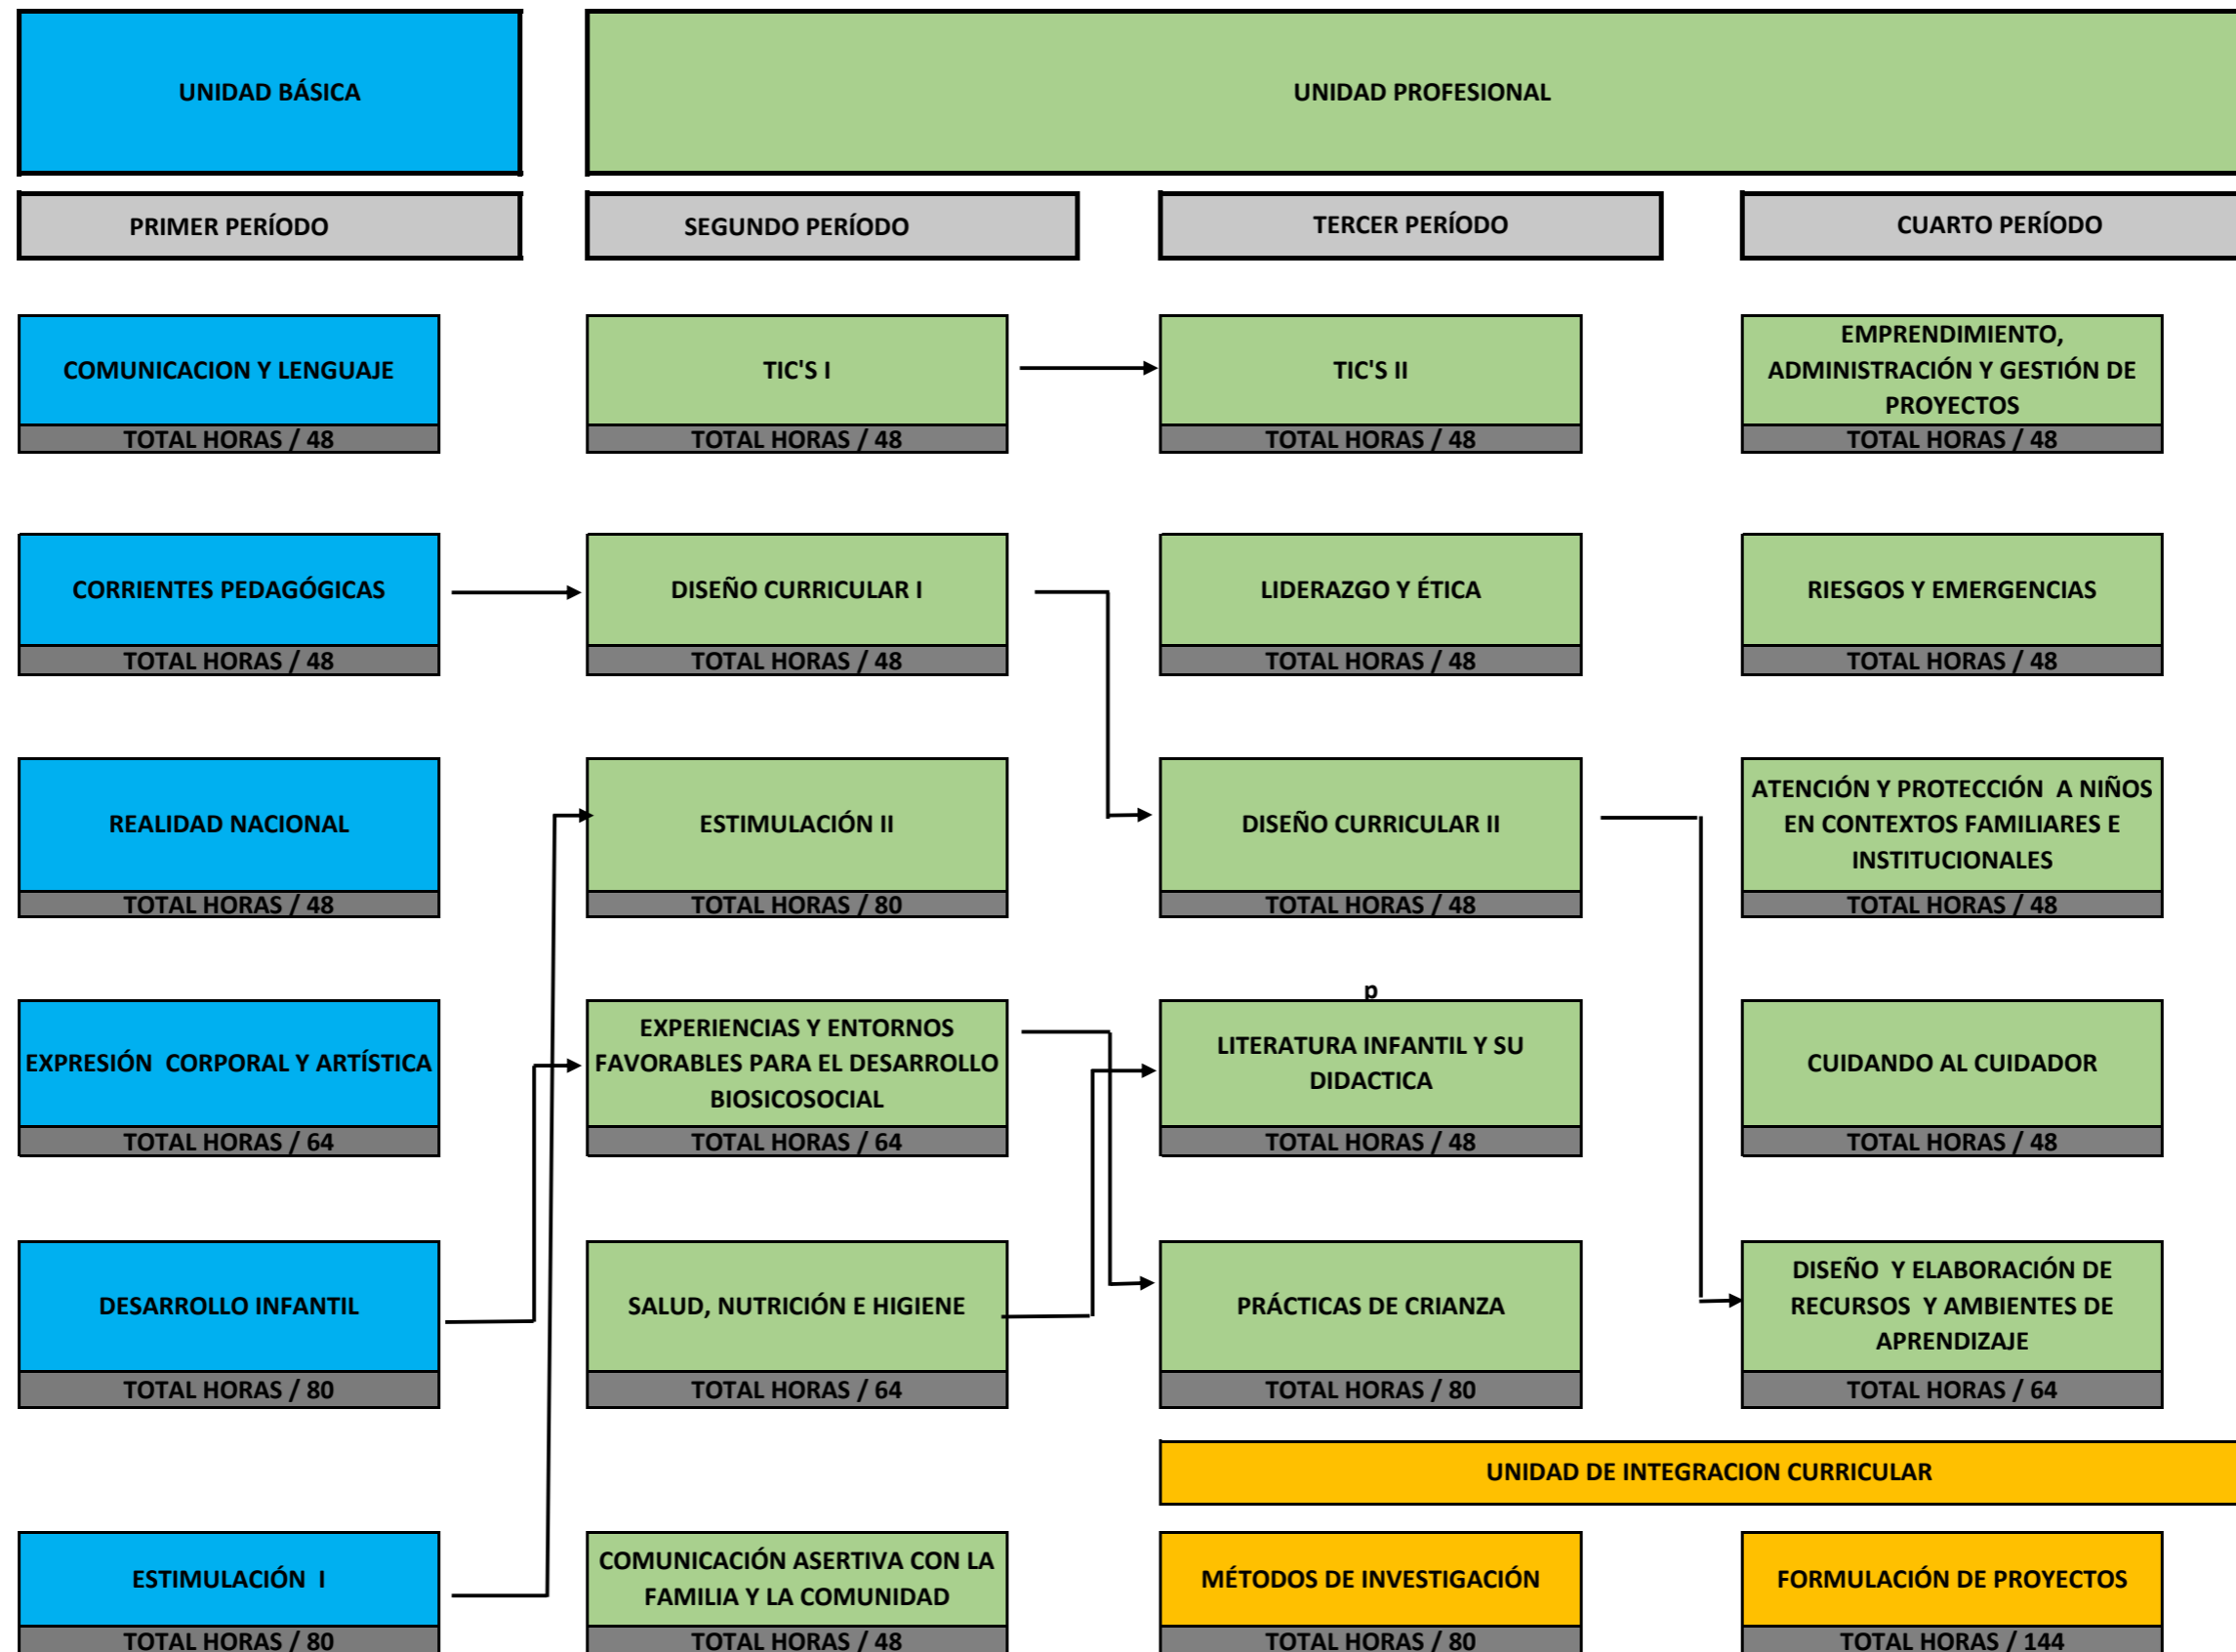 UNIDAD BÁSICA
UNIDAD PROFESIONAL
PRIMER PERÍODO
SEGUNDO PERÍODO
TERCER PERÍODO
CUARTO PERÍODO
COMUNICACION Y LENGUAJE
TOTAL HORAS / 48
TIC'S I
TOTAL HORAS / 48
TIC'S II
TOTAL HORAS / 48
EMPRENDIMIENTO,
ADMINISTRACIÓN Y GESTIÓN DE
PROYECTOS
TOTAL HORAS / 48
CORRIENTES PEDAGÓGICAS
TOTAL HORAS / 48
DISEÑO CURRICULAR I
TOTAL HORAS / 48
LIDERAZGO Y ÉTICA
TOTAL HORAS / 48
RIESGOS Y EMERGENCIAS
TOTAL HORAS / 48
REALIDAD NACIONAL
TOTAL HORAS / 48
ESTIMULACIÓN II
TOTAL HORAS / 80
DISEÑO CURRICULAR II
TOTAL HORAS / 48
ATENCIÓN Y PROTECCIÓN A NIÑOS
EN CONTEXTOS FAMILIARES E
INSTITUCIONALES
TOTAL HORAS / 48
EXPRESIÓN CORPORAL Y ARTÍSTICA
TOTAL HORAS / 64
EXPERIENCIAS Y ENTORNOS
FAVORABLES PARA EL DESARROLLO
BIOSICOSOCIAL
TOTAL HORAS / 64
p
LITERATURA INFANTIL Y SU
DIDACTICA
TOTAL HORAS / 48
CUIDANDO AL CUIDADOR
TOTAL HORAS / 48
DESARROLLO INFANTIL
TOTAL HORAS / 80
SALUD, NUTRICIÓN E HIGIENE
TOTAL HORAS / 64
PRÁCTICAS DE CRIANZA
TOTAL HORAS / 80
DISEÑO Y ELABORACIÓN DE
RECURSOS Y AMBIENTES DE
APRENDIZAJE
TOTAL HORAS / 64
UNIDAD DE INTEGRACION CURRICULAR
ESTIMULACIÓN I
TOTAL HORAS / 80
COMUNICACIÓN ASERTIVA CON LA
FAMILIA Y LA COMUNIDAD
TOTAL HORAS / 48
MÉTODOS DE INVESTIGACIÓN
TOTAL HORAS / 80
FORMULACIÓN DE PROYECTOS
TOTAL HORAS / 144